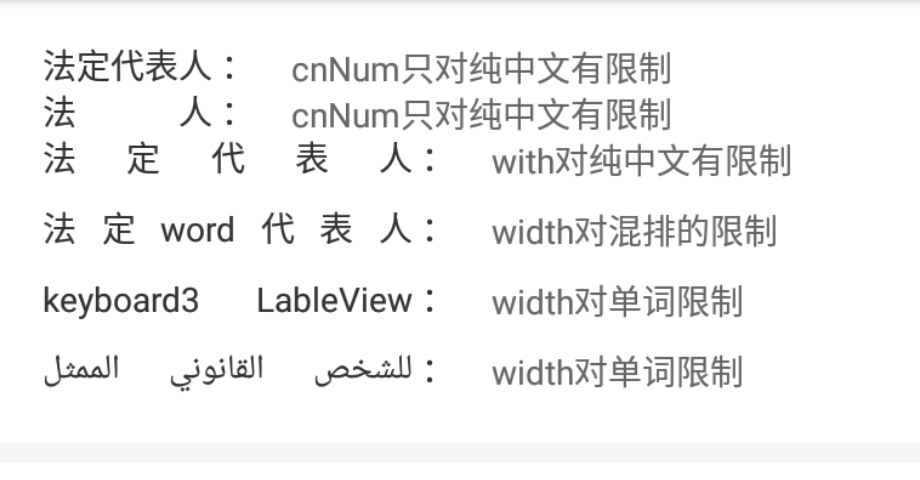 法定代表人： cnNum只对纯中文有限制
法 人： cnNum只对纯中文有限制
法 定 代 表 人： with对纯中文有限制
法 定 word 代 表 人： width对混排的限制
keyboard3 LableView： width对单词限制
الممثل القانوني للشخص： width对单词限制